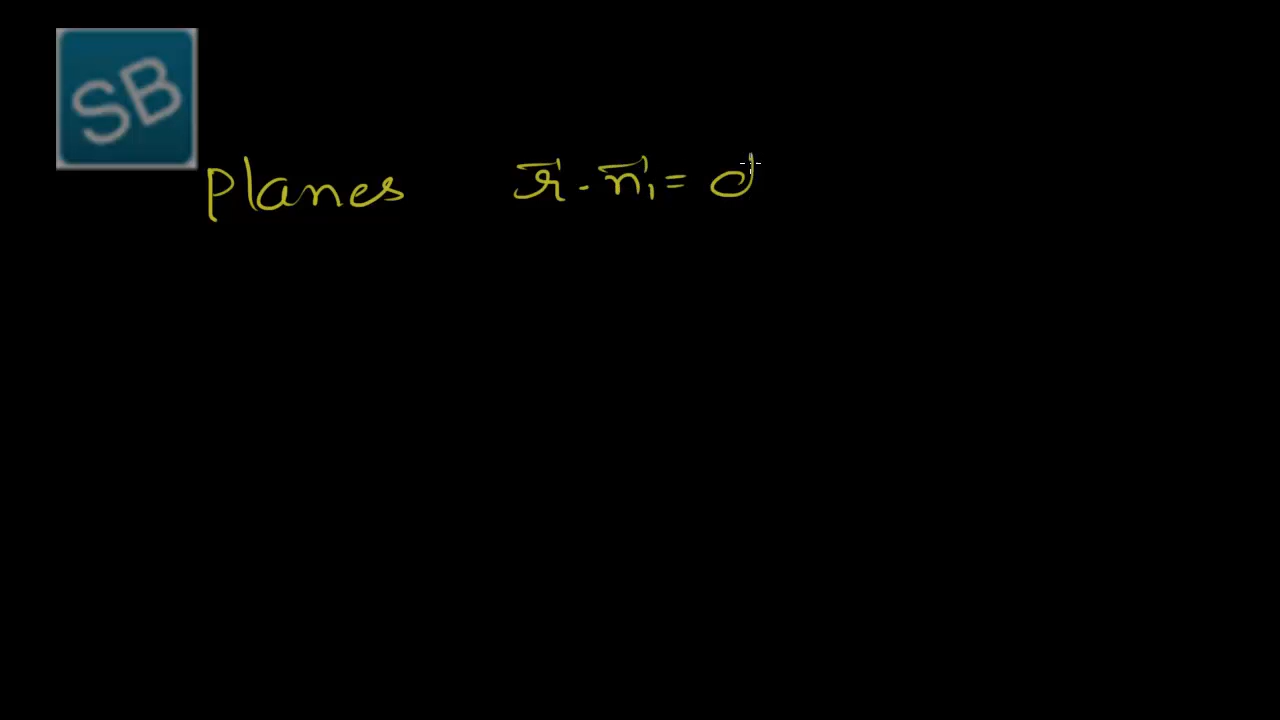 SB
Planes r⃗ . n⃗₁ = d